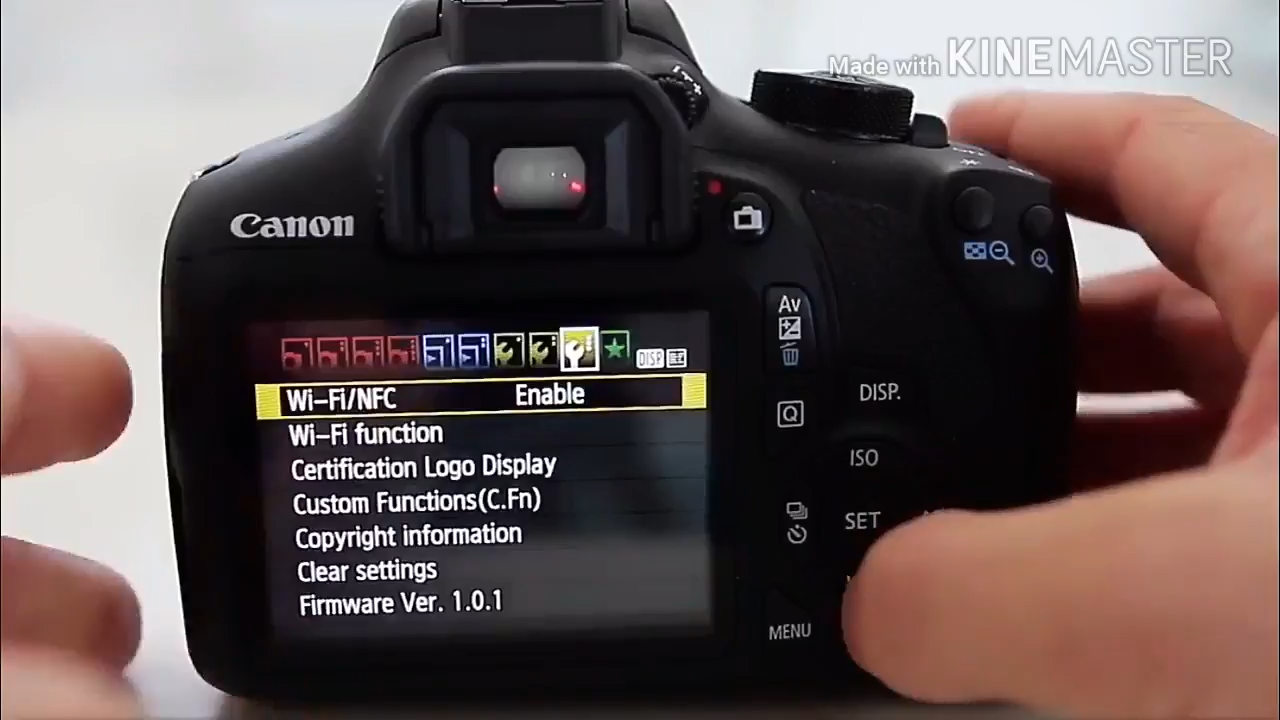 Made with KINEMASTER
Canon
Av
DISP
Wi-Fi/NFC Enable
Wi-Fi function
Certification Logo Display
Custom Functions(C.Fn)
Copyright information
Clear settings
Firmware Ver. 1.0.1
Q
DISP.
ISO
SET
MENU